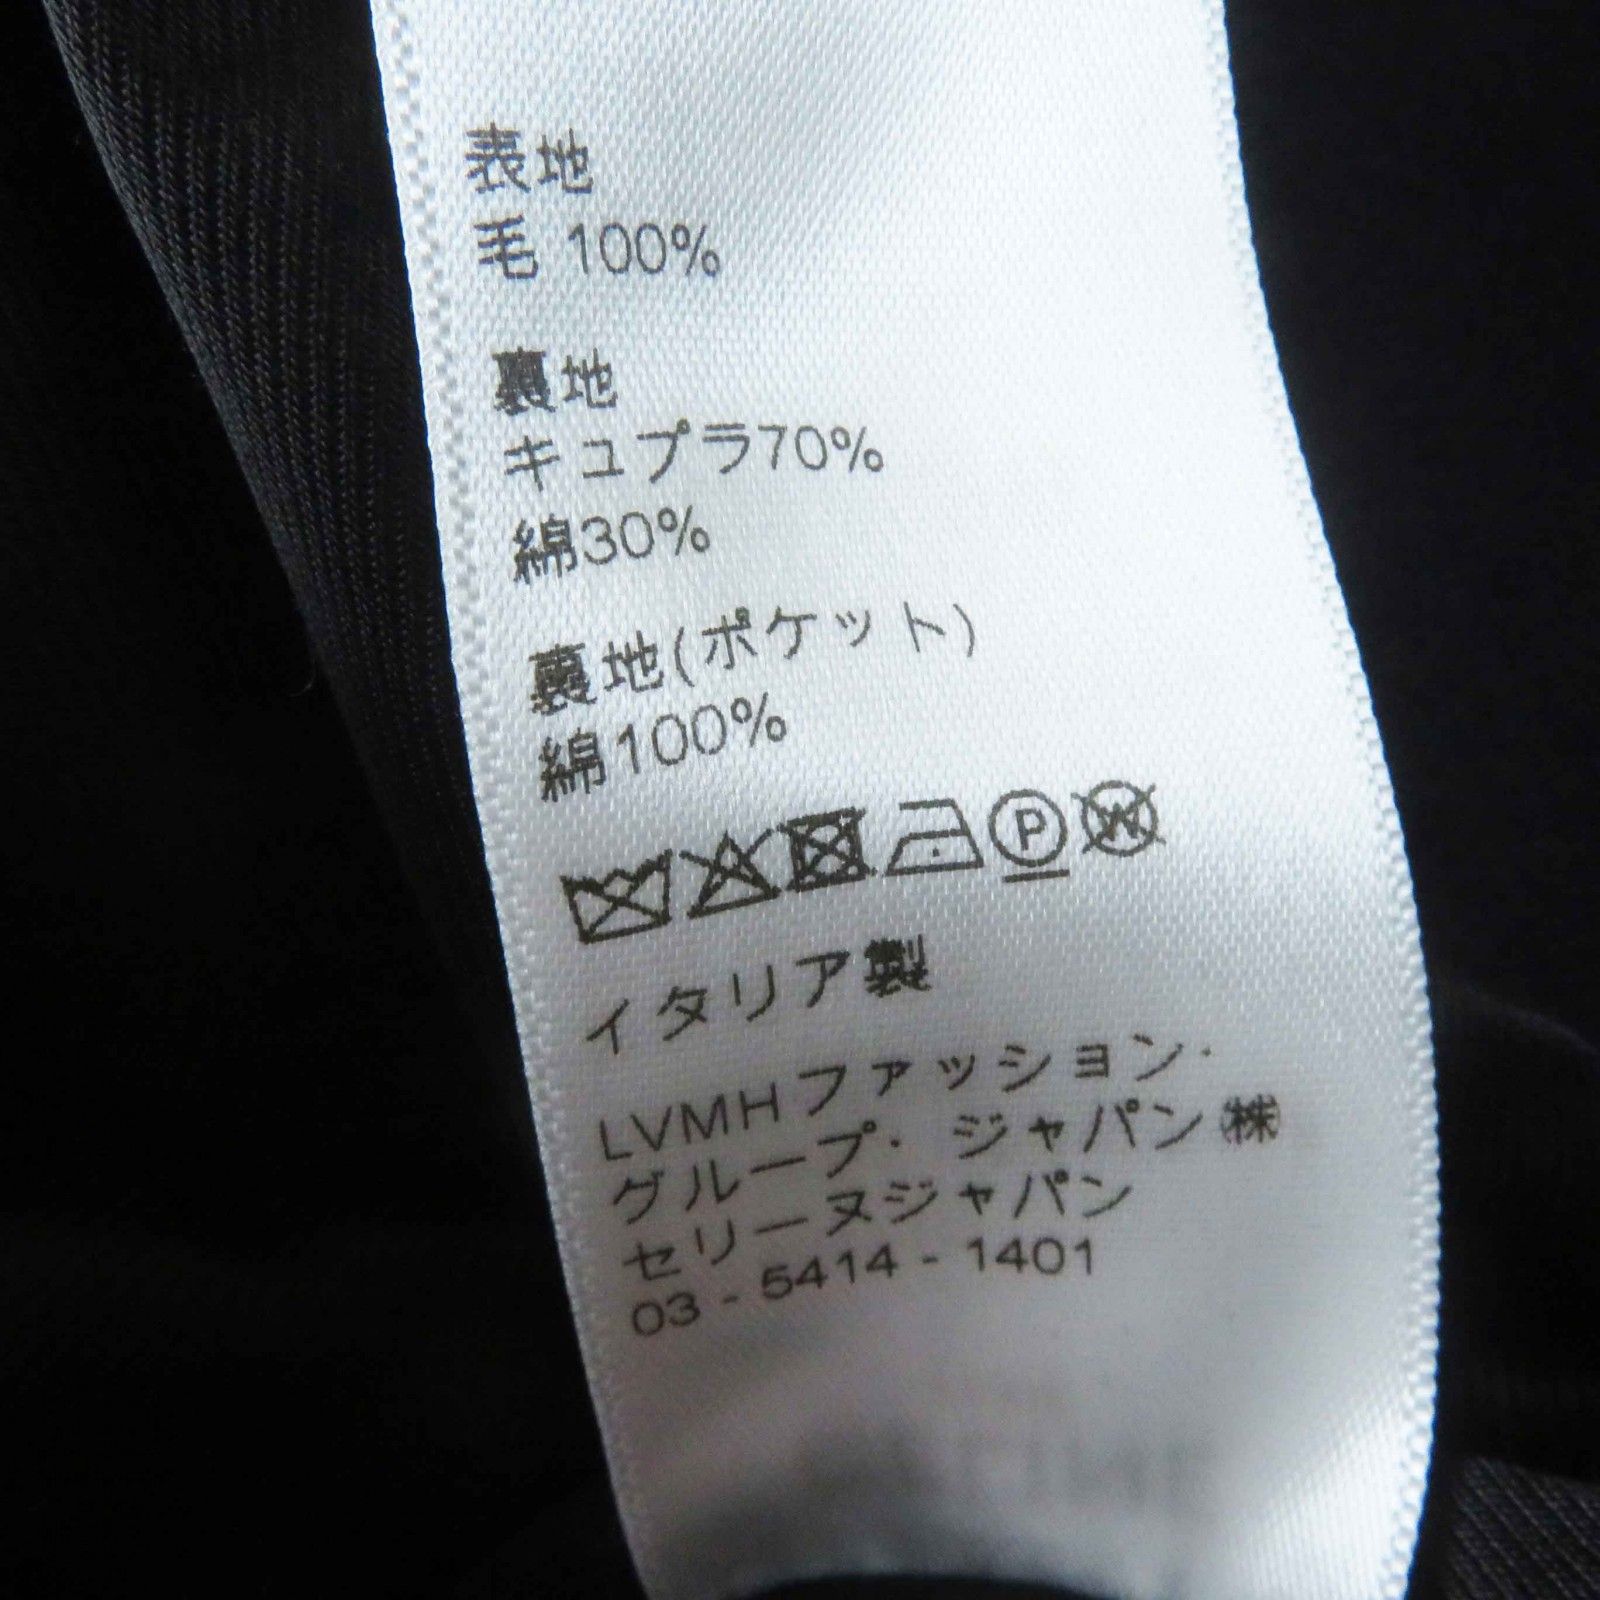 表地
毛 100%
裏地
キュプラ70%
綿30%
裏地(ポケット)
綿100%
P W
イタリア製
LVMHファッション・
グループ・ジャパン㈱
セリーヌジャパン
03 - 5414 - 1401